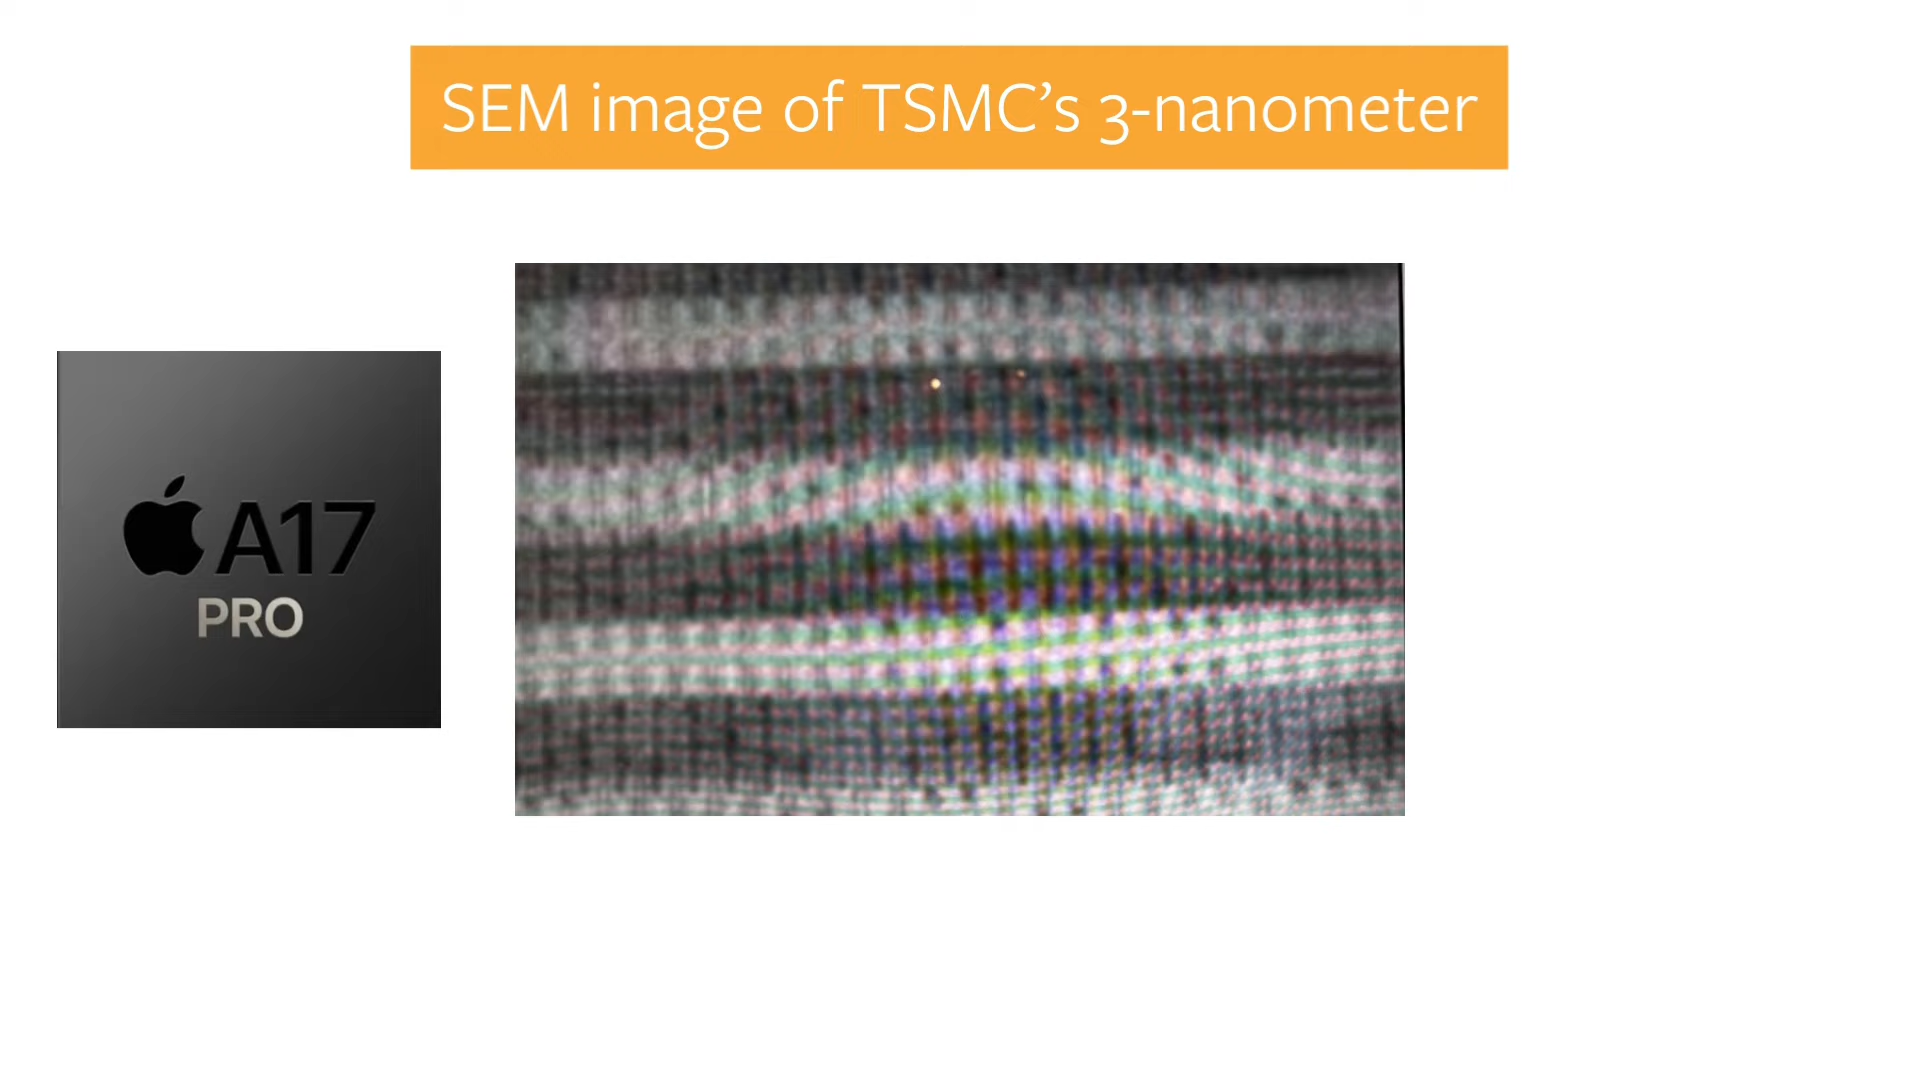 SEM image of TSMC’s 3-nanometer
A17
PRO